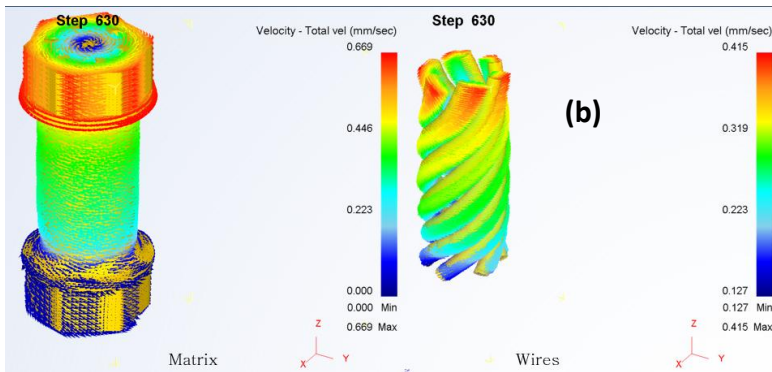 Step 630
Velocity - Total vel (mm/sec)
0.669
0.446
0.223
0.000
0.000 Min
0.669 Max
Z
X
Y
Matrix
Step 630
Velocity - Total vel (mm/sec)
(b)
0.415
0.319
0.223
0.127
0.127 Min
0.415 Max
Z
X
Y
Wires